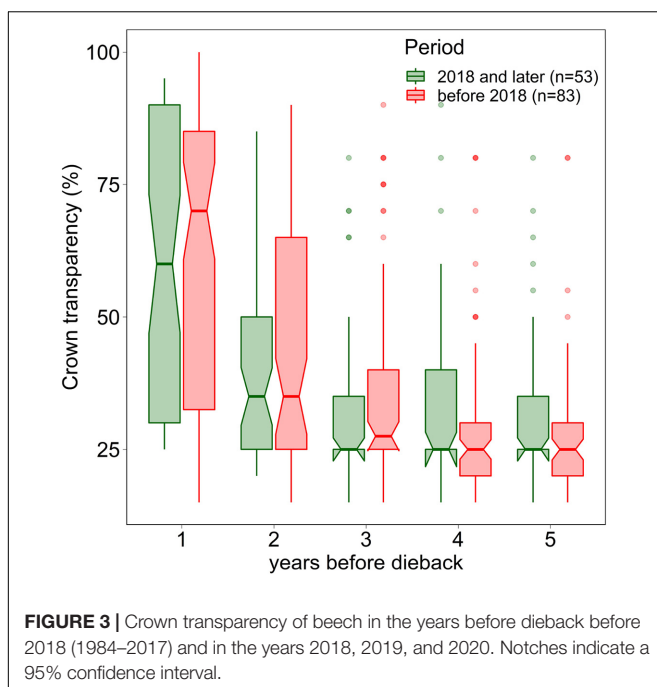 Period
2018 and later (n=53)
before 2018 (n=83)
100
75
50
25
Crown transparency (%)
1 2 3 4 5
years before dieback
FIGURE 3 | Crown transparency of beech in the years before dieback before
2018 (1984–2017) and in the years 2018, 2019, and 2020. Notches indicate a
95% confidence interval.